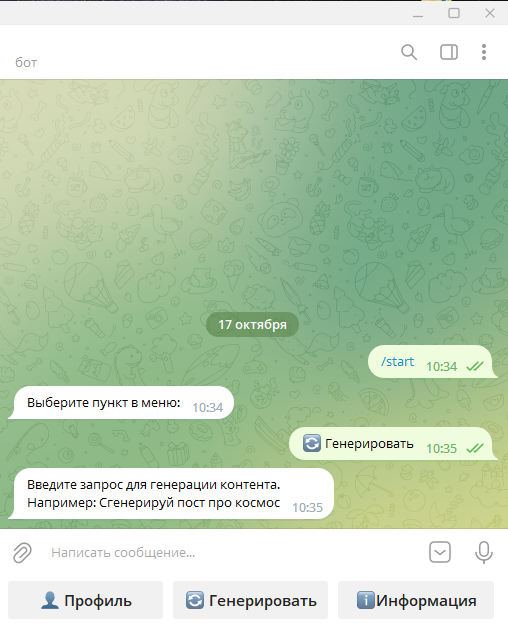 бот
17 октября
/start 10:34
Выберите пункт в меню: 10:34
🔄 Генерировать 10:35
Введите запрос для генерации контента.
Например: Сгенерируй пост про космос 10:35
Написать сообщение...
👤 Профиль 🔄 Генерировать ℹ️Информация